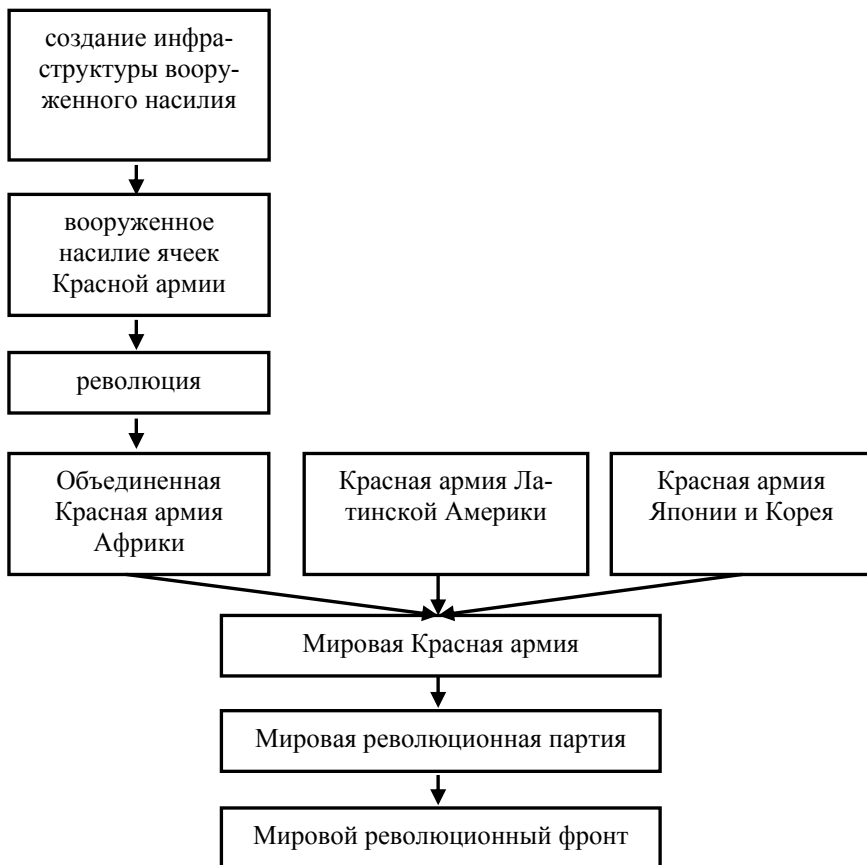 создание инфра-
структуры воору-
женного насилия
вооруженное
насилие ячеек
Красной армии
революция
Объединенная
Красная армия
Африки
Красная армия Ла-
тинской Америки
Красная армия
Японии и Корея
Мировая Красная армия
Мировая революционная партия
Мировой революционный фронт